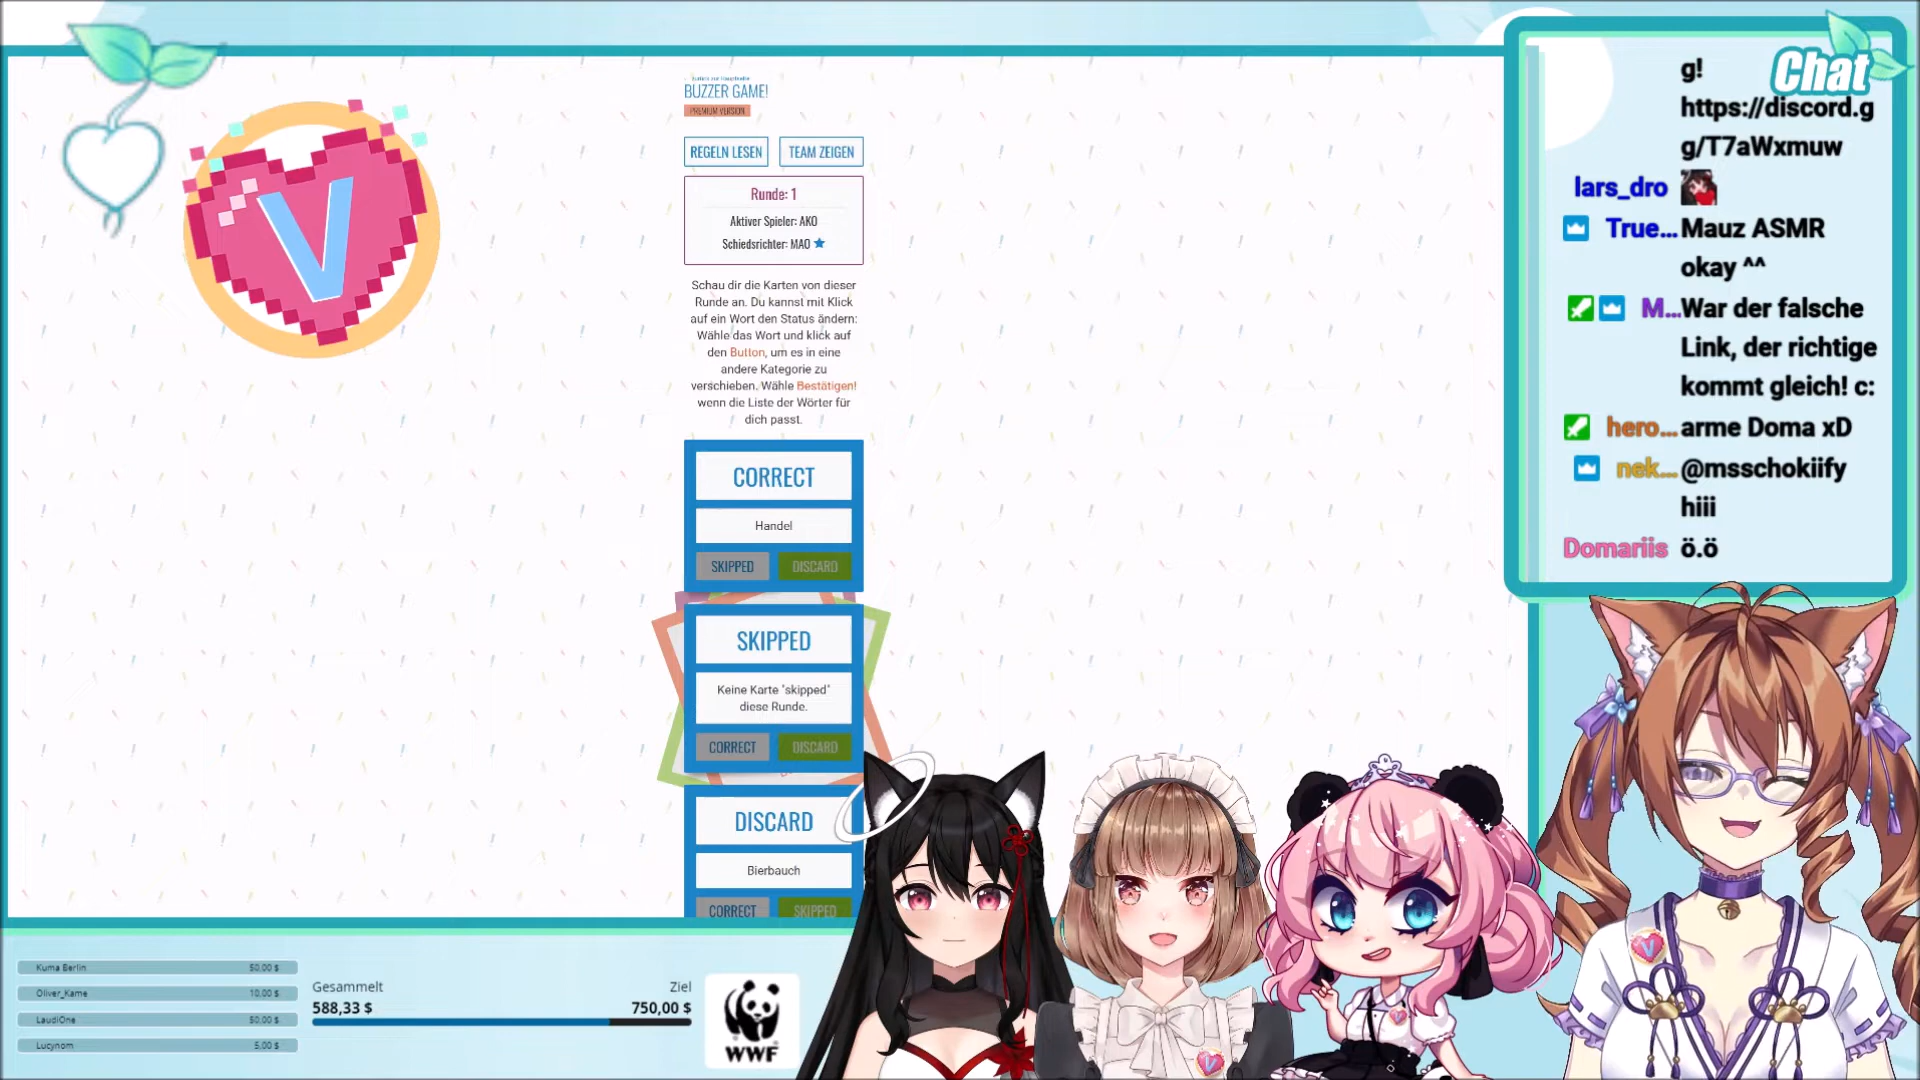 ← Zurück zur Hauptseite
BUZZER GAME!
PREMIUM VERSION
REGELN LESEN
TEAM ZEIGEN
Runde: 1
Aktiver Spieler: AKO
Schiedsrichter: MAO
Schau dir die Karten von dieser
Runde an. Du kannst mit Klick
auf ein Wort den Status ändern:
Wähle das Wort und klick auf
den Button, um es in eine
andere Kategorie zu
verschieben. Wähle Bestätigen!
wenn die Liste der Wörter für
dich passt.
CORRECT
Handel
SKIPPED
DISCARD
SKIPPED
Keine Karte "skipped"
diese Runde.
CORRECT
DISCARD
DISCARD
Bierbauch
CORRECT
SKIPPED
V
Chat
g!
https://discord.g
g/T7aWxmuw
lars_dro
True... Mauz ASMR
okay ^^
M... War der falsche
Link, der richtige
kommt gleich! c:
hero... arme Doma xD
nek... @msschokiify
hiii
Domariis ö.ö
Kuma Berlin 50,00 $
Oliver_Kame 10,00 $
LaudiOne 50,00 $
Lucynom 5,00 $
Gesammelt
588,33 $
Ziel
750,00 $
WWF